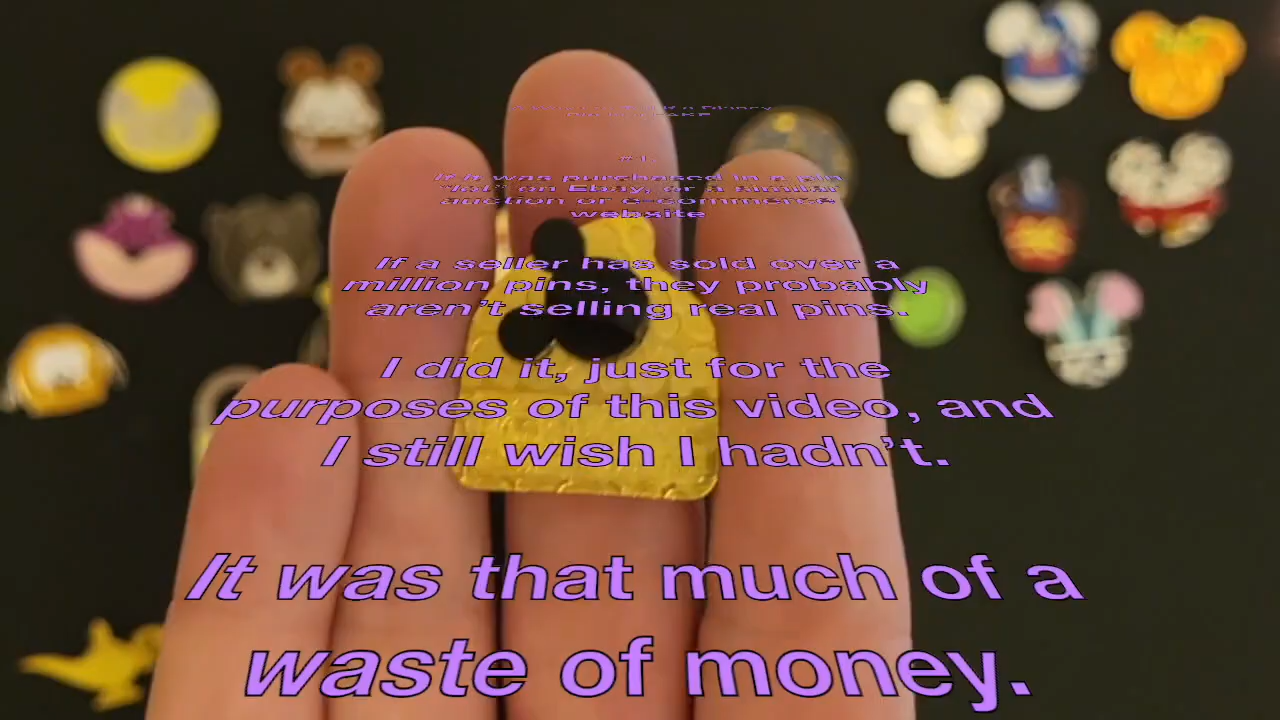 #1.
If it was purchased in a pin
"lot" on Ebay, or a similar
auction or e-commerce
website
If a seller has sold over a
million pins, they probably
aren't selling real pins.
I did it, just for the
purposes of this video, and
I still wish I hadn't.
It was that much of a
waste of money.